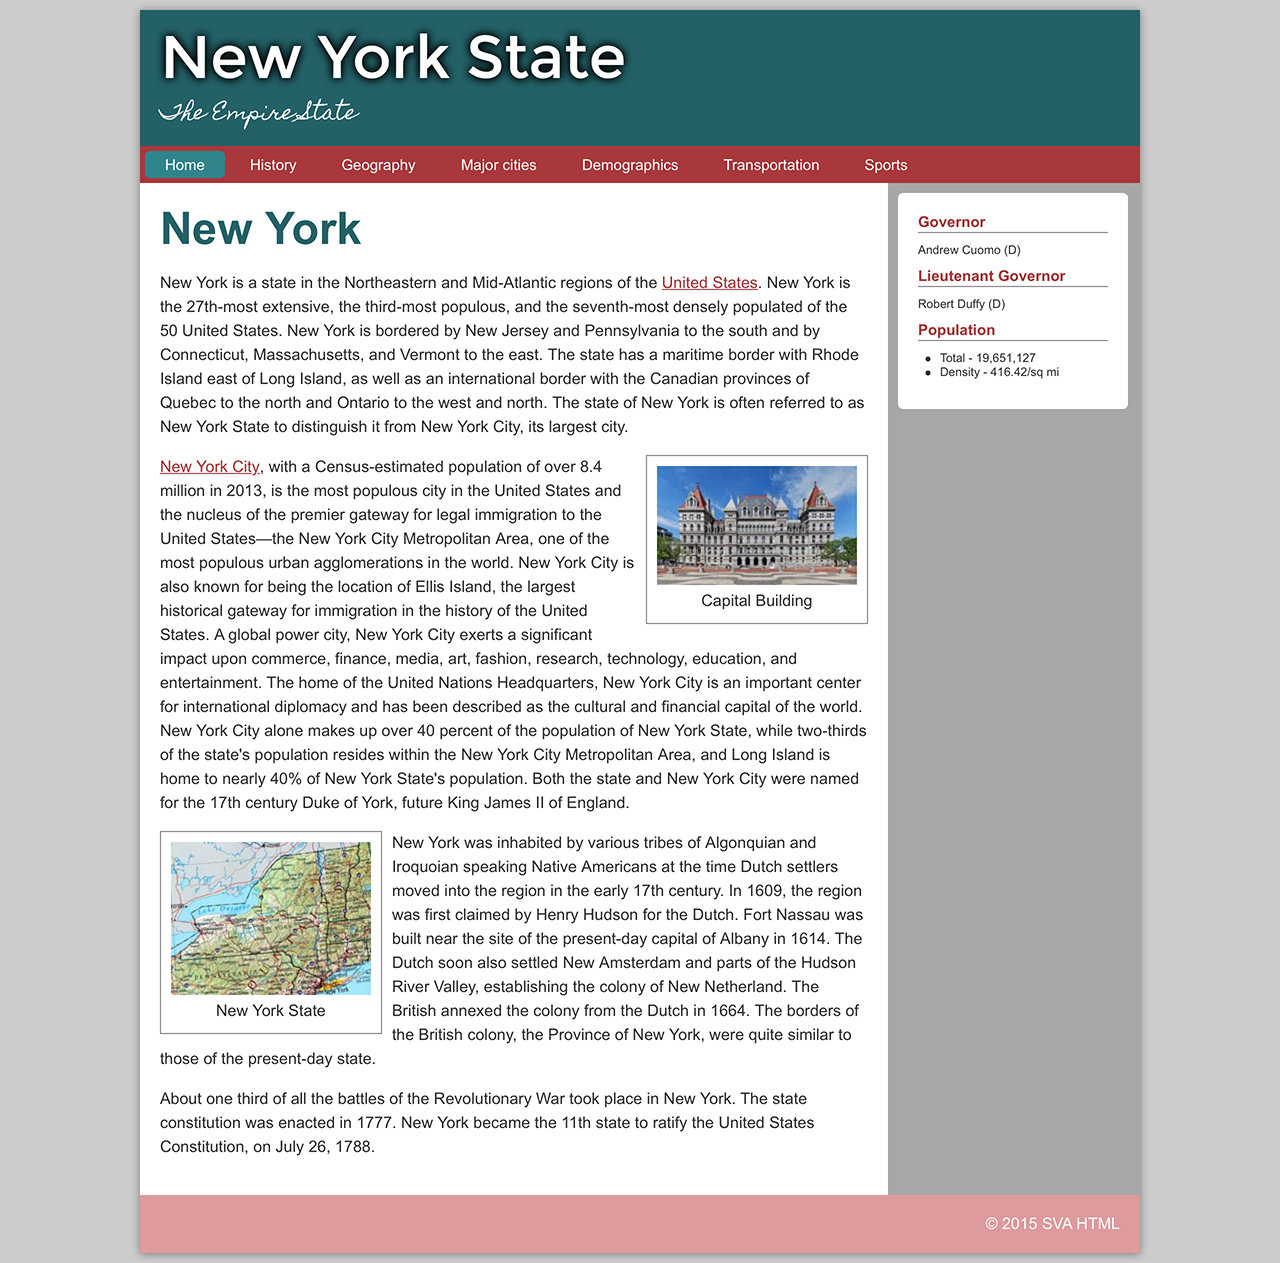 New York State
The Empire State
Home History Geography Major cities Demographics Transportation Sports
New York
New York is a state in the Northeastern and Mid-Atlantic regions of the United States. New York is
the 27th-most extensive, the third-most populous, and the seventh-most densely populated of the
50 United States. New York is bordered by New Jersey and Pennsylvania to the south and by
Connecticut, Massachusetts, and Vermont to the east. The state has a maritime border with Rhode
Island east of Long Island, as well as an international border with the Canadian provinces of
Quebec to the north and Ontario to the west and north. The state of New York is often referred to as
New York State to distinguish it from New York City, its largest city.
New York City, with a Census-estimated population of over 8.4
million in 2013, is the most populous city in the United States and
the nucleus of the premier gateway for legal immigration to the
United States—the New York City Metropolitan Area, one of the
most populous urban agglomerations in the world. New York City is
also known for being the location of Ellis Island, the largest
historical gateway for immigration in the history of the United
States. A global power city, New York City exerts a significant
impact upon commerce, finance, media, art, fashion, research, technology, education, and
entertainment. The home of the United Nations Headquarters, New York City is an important center
for international diplomacy and has been described as the cultural and financial capital of the world.
New York City alone makes up over 40 percent of the population of New York State, while two-thirds
of the state's population resides within the New York City Metropolitan Area, and Long Island is
home to nearly 40% of New York State's population. Both the state and New York City were named
for the 17th century Duke of York, future King James II of England.
Capital Building
Lake Ontario
PENNSYLVANIA
New York
New York State
New York was inhabited by various tribes of Algonquian and
Iroquoian speaking Native Americans at the time Dutch settlers
moved into the region in the early 17th century. In 1609, the region
was first claimed by Henry Hudson for the Dutch. Fort Nassau was
built near the site of the present-day capital of Albany in 1614. The
Dutch soon also settled New Amsterdam and parts of the Hudson
River Valley, establishing the colony of New Netherland. The
British annexed the colony from the Dutch in 1664. The borders of
the British colony, the Province of New York, were quite similar to
those of the present-day state.
About one third of all the battles of the Revolutionary War took place in New York. The state
constitution was enacted in 1777. New York became the 11th state to ratify the United States
Constitution, on July 26, 1788.
Governor
Andrew Cuomo (D)
Lieutenant Governor
Robert Duffy (D)
Population
Total - 19,651,127
Density - 416.42/sq mi
© 2015 SVA HTML